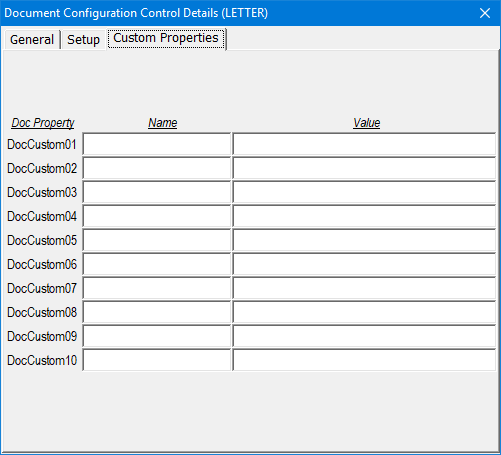 Document Configuration Control Details (LETTER)
General Setup Custom Properties
Doc Property Name Value
DocCustom01
DocCustom02
DocCustom03
DocCustom04
DocCustom05
DocCustom06
DocCustom07
DocCustom08
DocCustom09
DocCustom10